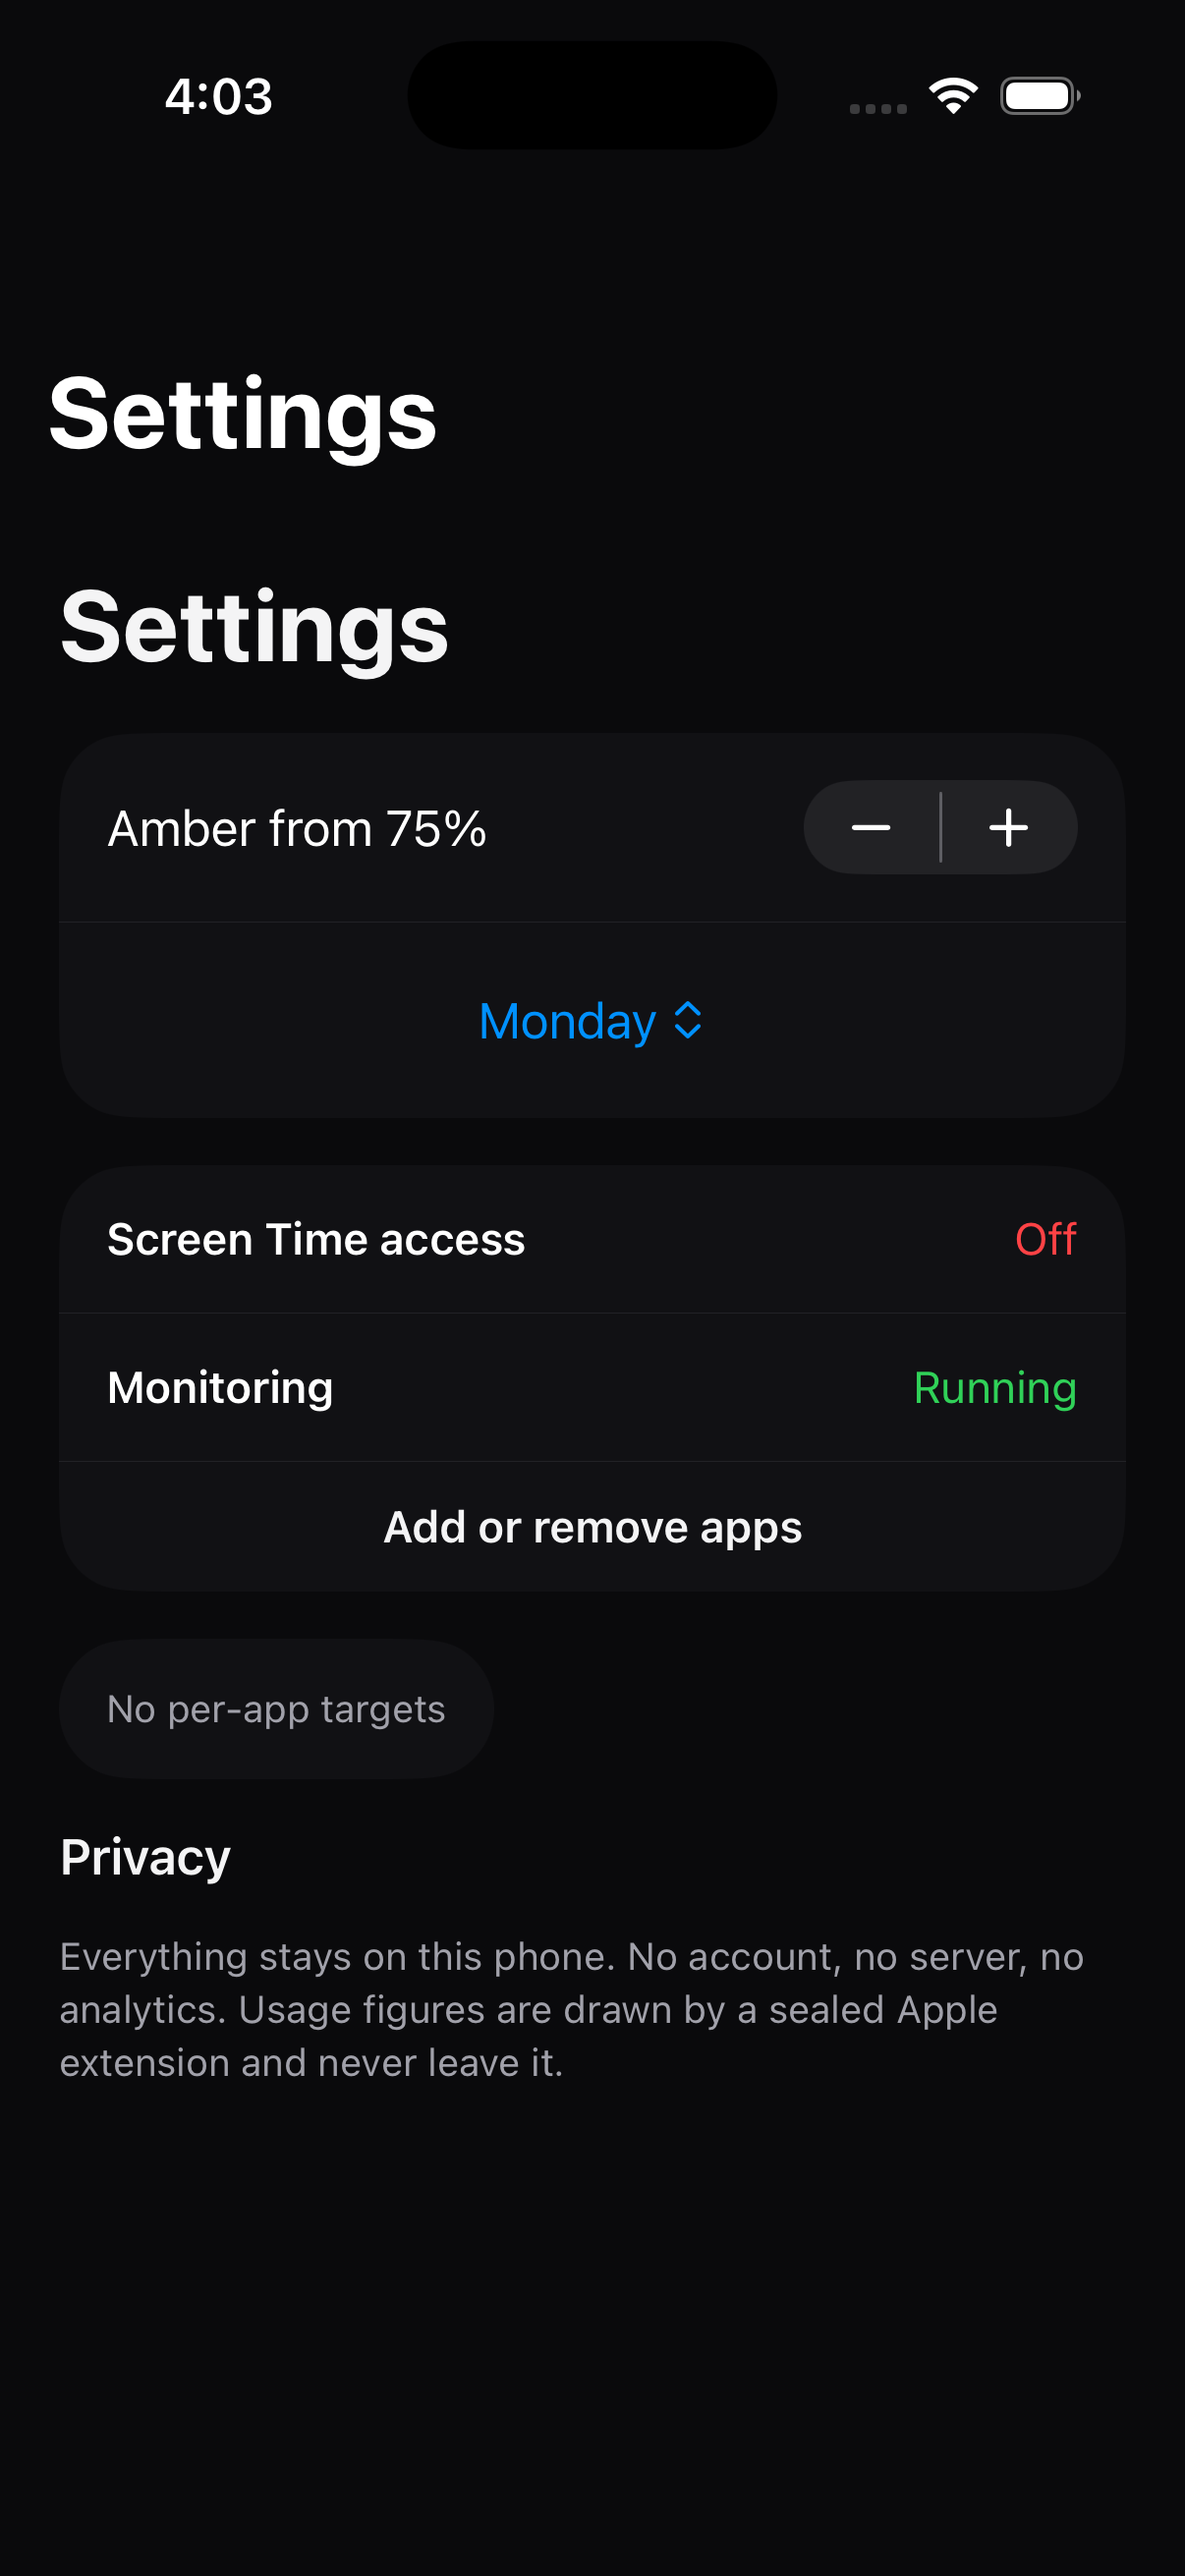 4:03
Settings
Settings
Amber from 75%
Monday
Screen Time access
Off
Monitoring
Running
Add or remove apps
No per-app targets
Privacy
Everything stays on this phone. No account, no server, no
analytics. Usage figures are drawn by a sealed Apple
extension and never leave it.